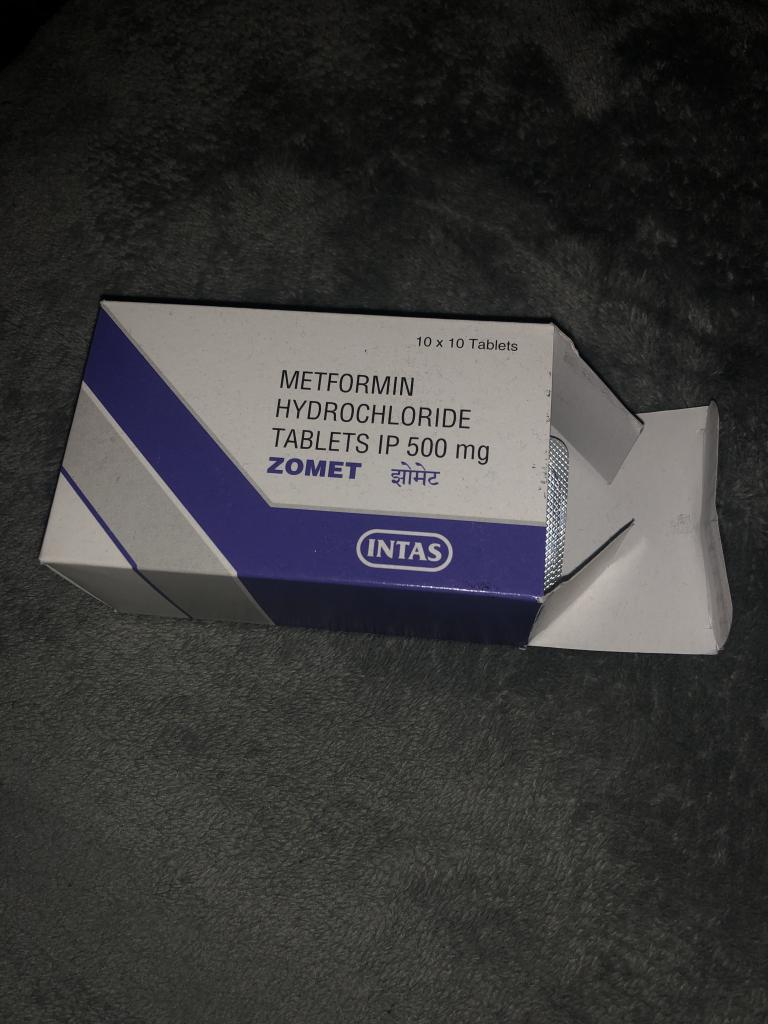 10 x 10 Tablets
METFORMIN
HYDROCHLORIDE
TABLETS IP 500 mg
ZOMET झोमेट
INTAS